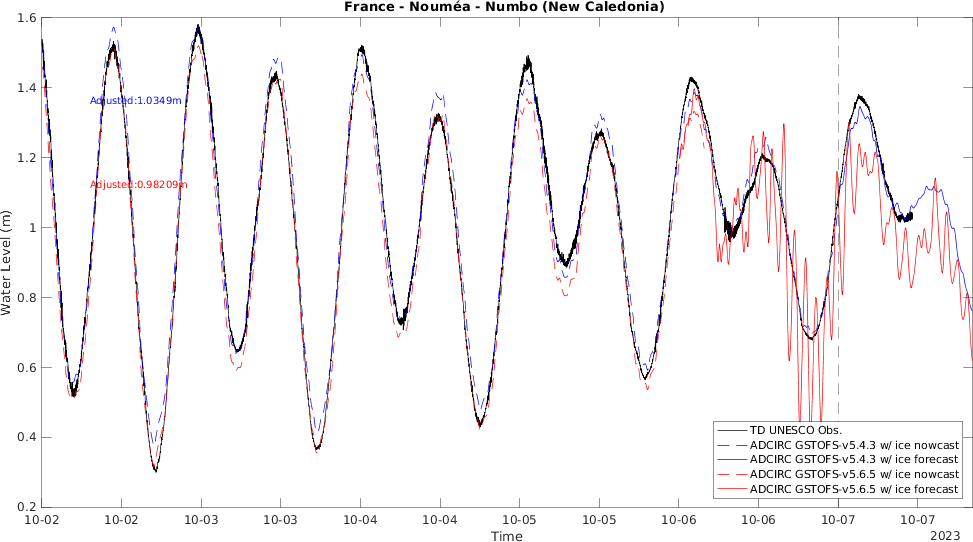 France - Nouméa - Numbo (New Caledonia)
1.6
1.4
1.2
1
0.8
0.6
0.4
0.2
Water Level (m)
Adjusted:1.0349m
Adjusted:0.98209m
TD UNESCO Obs.
ADCIRC GSTOFS-v5.4.3 w/ ice nowcast
ADCIRC GSTOFS-v5.4.3 w/ ice forecast
ADCIRC GSTOFS-v5.6.5 w/ ice nowcast
ADCIRC GSTOFS-v5.6.5 w/ ice forecast
10-02 10-02 10-03 10-03 10-04 10-04 10-05 10-05 10-06 10-06 10-07 10-07
Time
2023